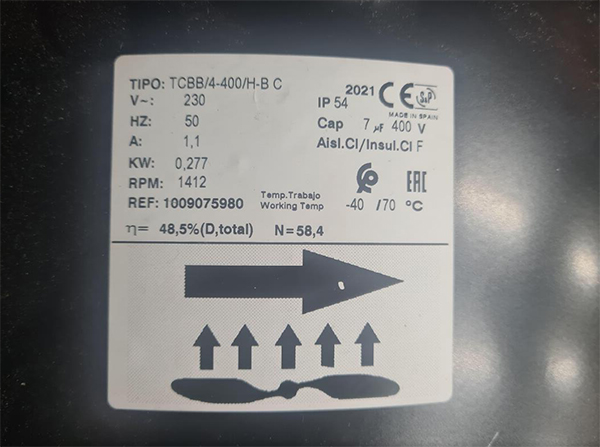 TIPO: TCBB/4-400/H-B C
V~: 230
HZ: 50
A: 1,1
KW: 0,277
RPM: 1412
REF: 1009075980
2021 CE S&P
MADE IN SPAIN
IP 54
Cap 7 µF 400 V
Aisl.Cl/Insul.Cl F
EAC
Temp.Trabajo
Working Temp -40 /70 °C
η= 48,5%(D,total) N=58,4